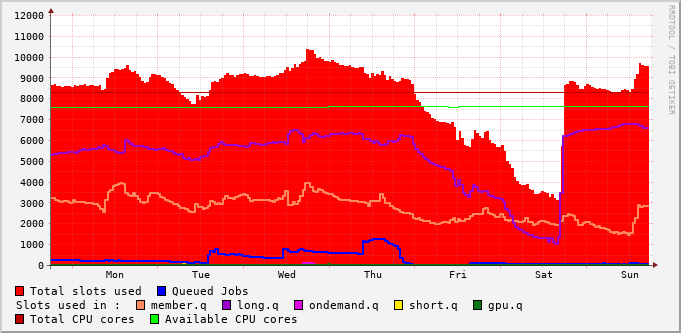 RRDTOOL / TOBI OETIKER
12000
11000
10000
9000
8000
7000
6000
5000
4000
3000
2000
1000
0
Mon Tue Wed Thu Fri Sat Sun
Total slots used Queued Jobs
Slots used in : member.q long.q ondemand.q short.q gpu.q
Total CPU cores Available CPU cores